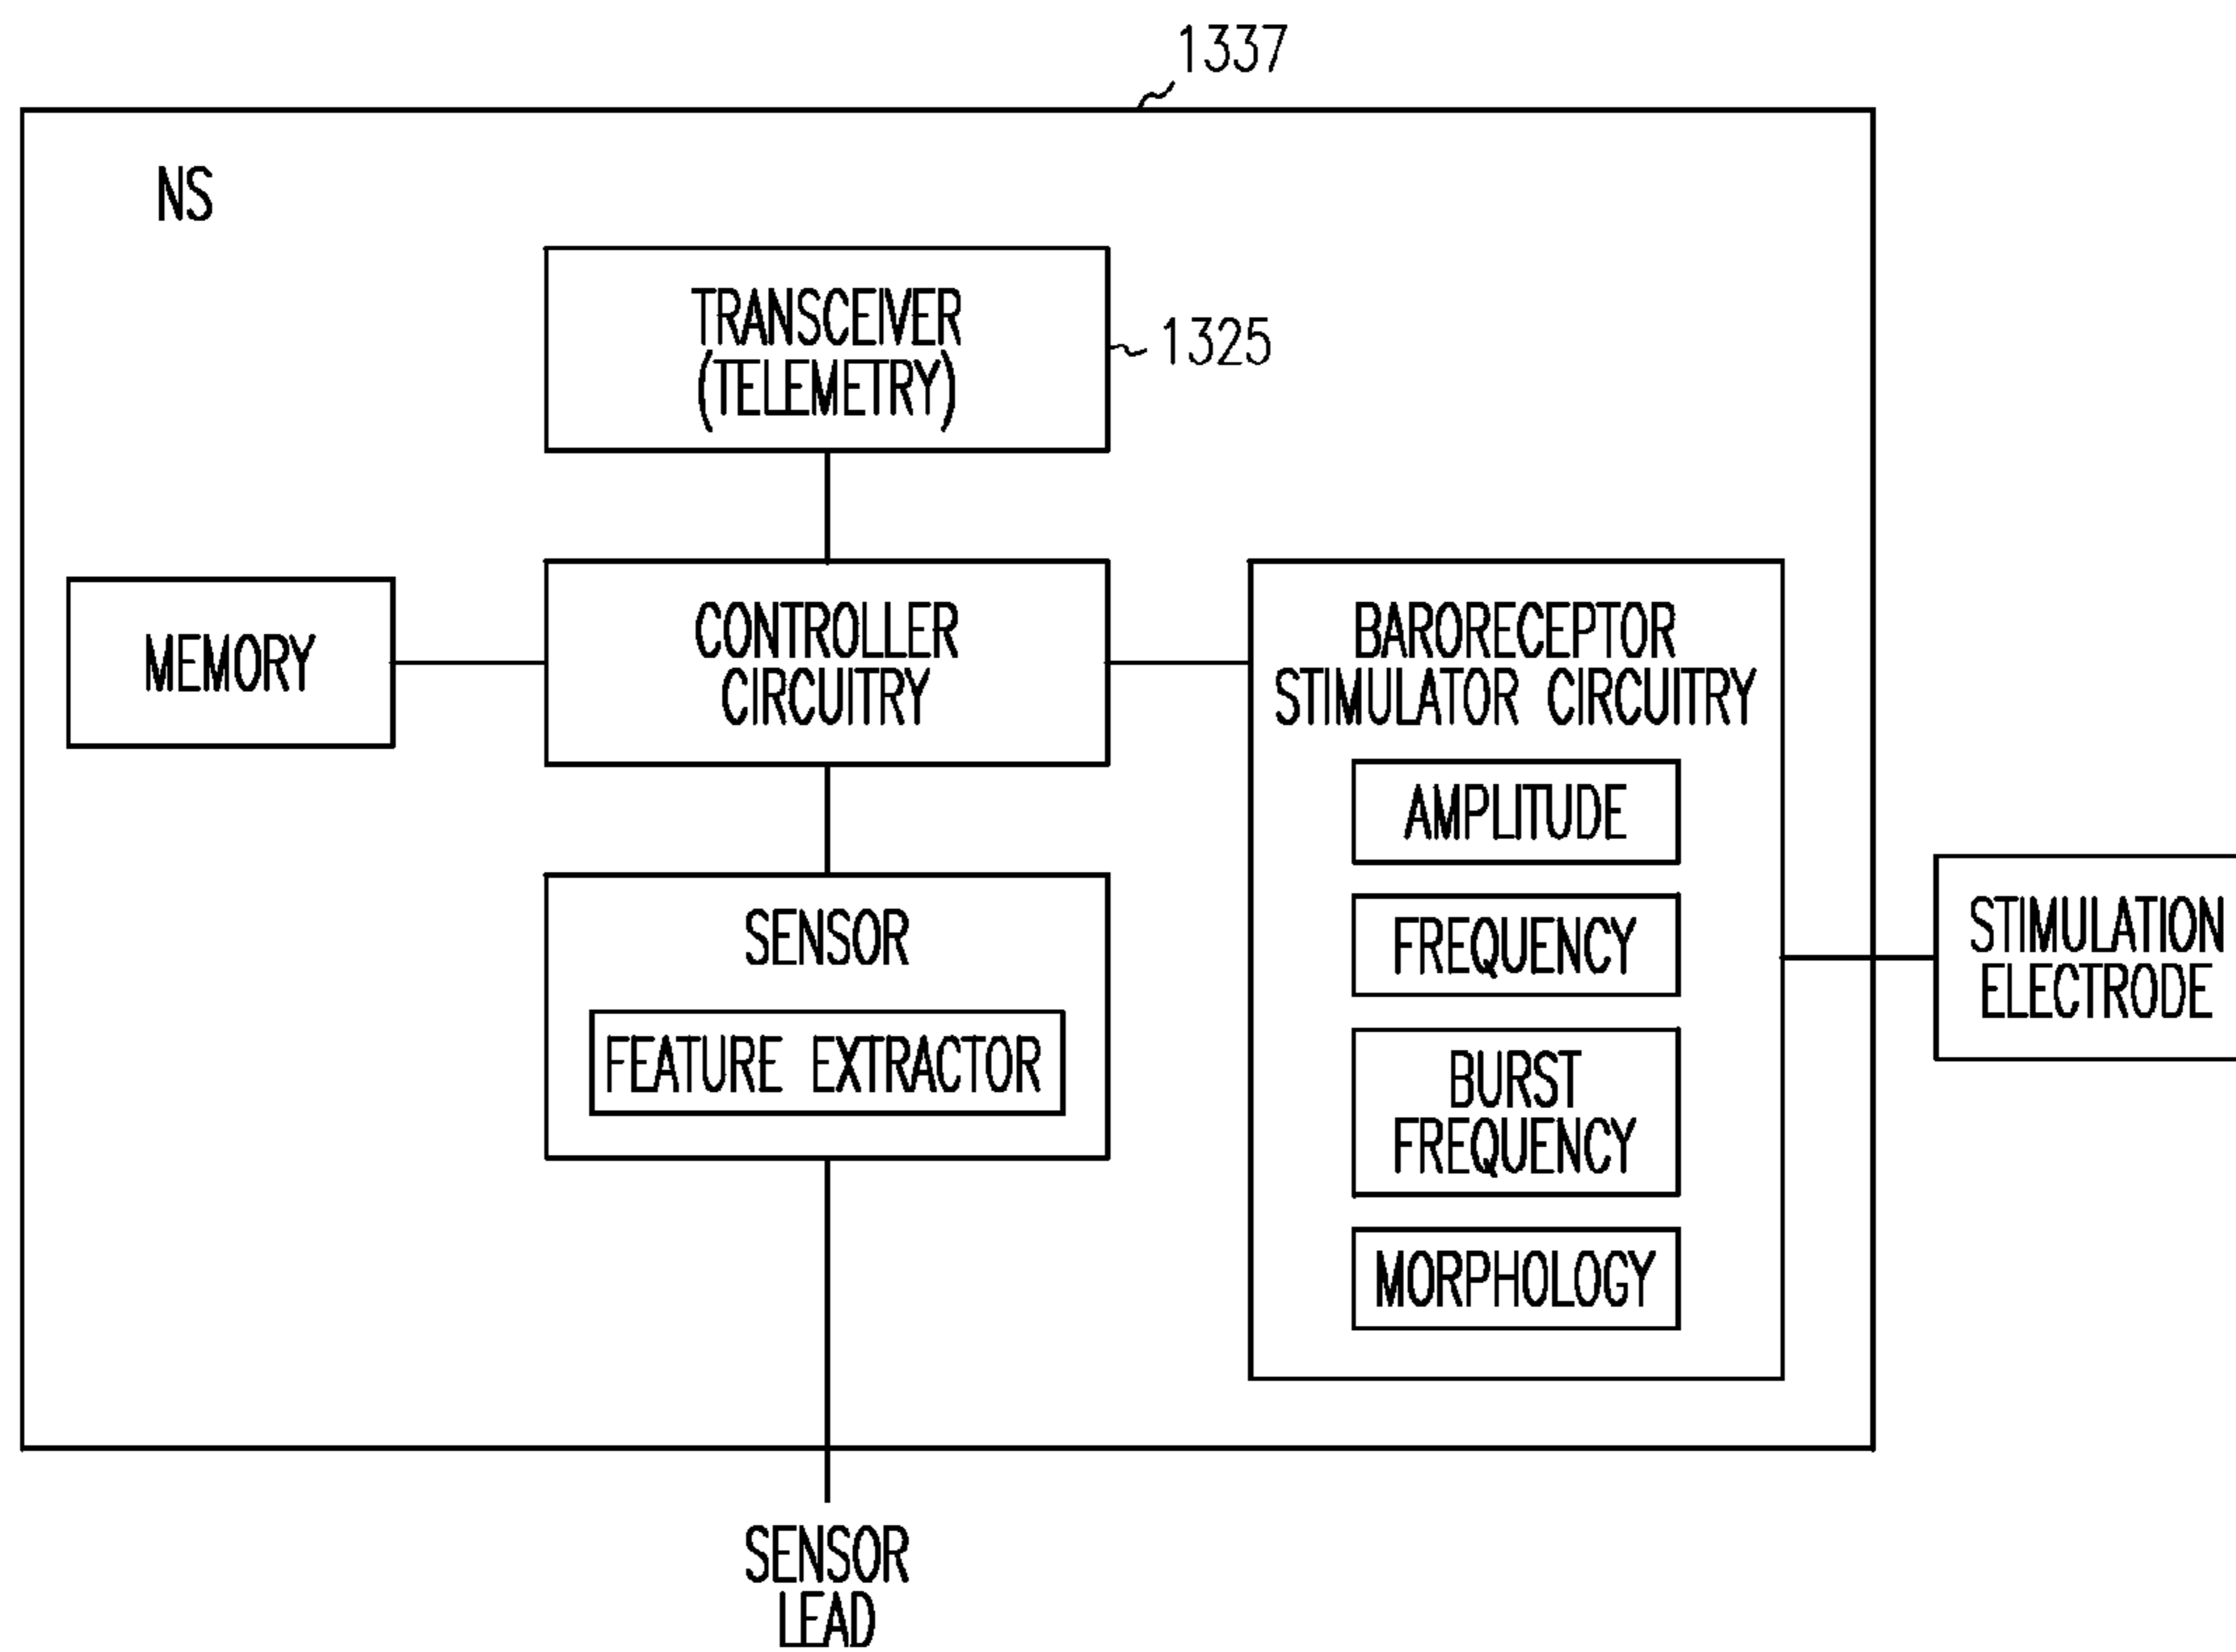 1337
NS
TRANSCEIVER
(TELEMETRY)
1325
MEMORY
CONTROLLER
CIRCUITRY
BARORECEPTOR
STIMULATOR CIRCUITRY
AMPLITUDE
FREQUENCY
BURST
FREQUENCY
MORPHOLOGY
SENSOR
FEATURE EXTRACTOR
STIMULATION
ELECTRODE
SENSOR
LEAD